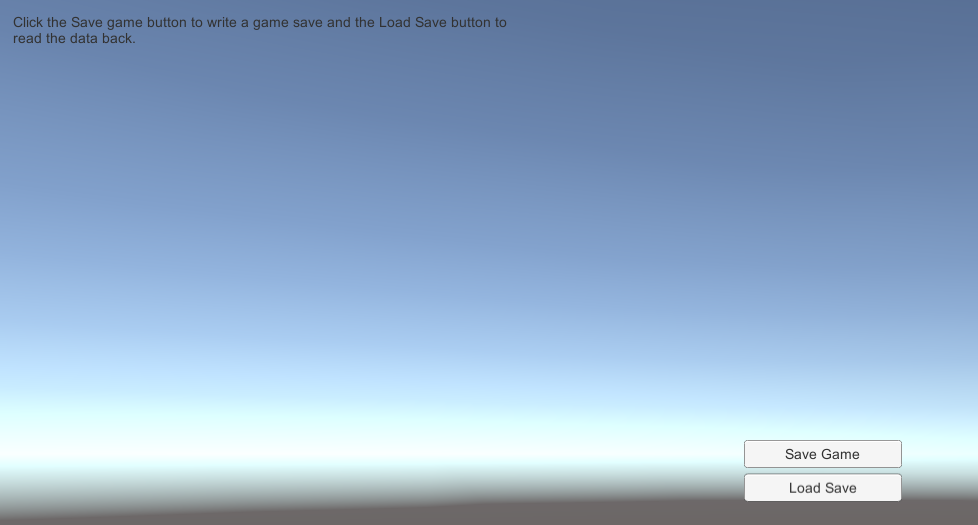 Click the Save game button to write a game save and the Load Save button to
read the data back.
Save Game
Load Save